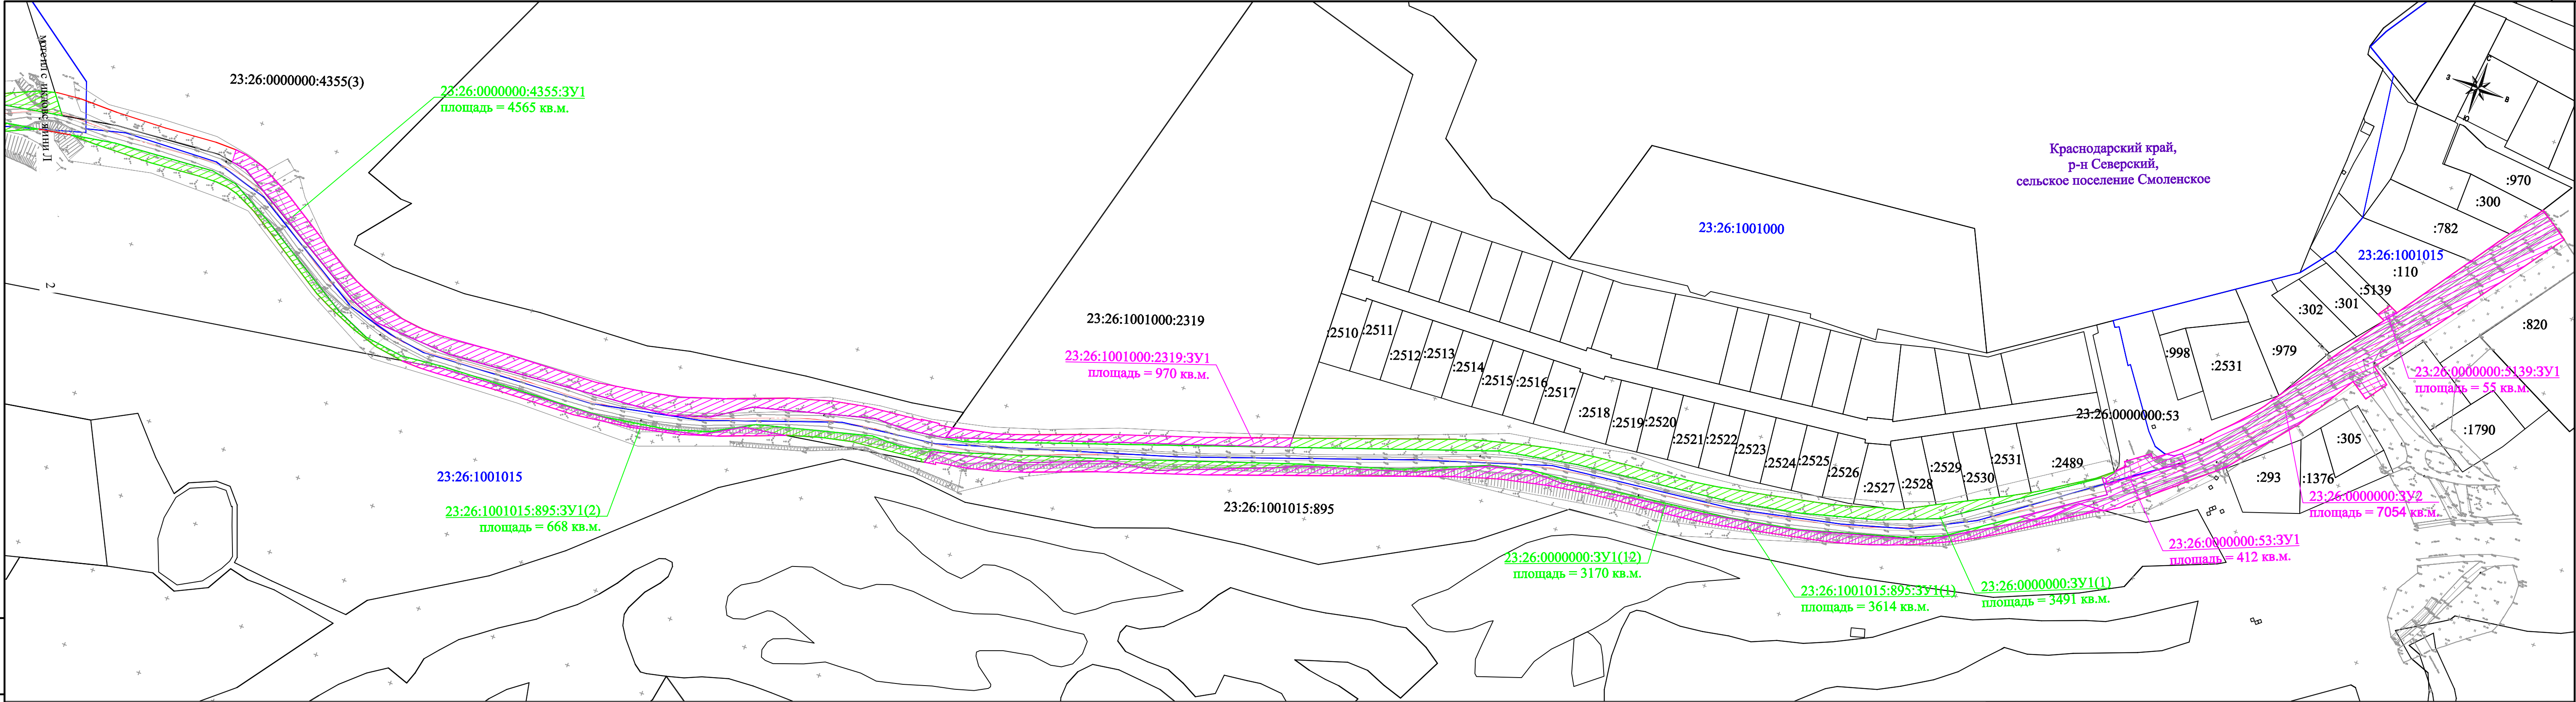 23:26:0000000:4355(3)
23:26:0000000:4355:ЗУ1
площадь = 4565 кв.м.
2
23:26:1001015
23:26:1001015:895:ЗУ1(2)
площадь = 668 кв.м.
23:26:1001000:2319
23:26:1001000:2319:ЗУ1
площадь = 970 кв.м.
23:26:1001015:895
Краснодарский край,
р-н Северский,
сельское поселение Смоленское
23:26:1001000
С
З
В
Ю
:970
:300
:782
23:26:1001015
:110
:5139
:301
:302
:820
:979
:998
:2531
:2510
:2511
:2512
:2513
:2514
:2515
:2516
:2517
:2518
:2519
:2520
:2521
:2522
:2523
:2524
:2525
:2526
:2527
:2528
:2529
:2530
:2531
:2489
23:26:0000000:53
23:26:0000000:5139:ЗУ1
площадь = 55 кв.м.
:1790
:305
:293
:1376
23:26:0000000:ЗУ2
площадь = 7054 кв.м.
23:26:0000000:53:ЗУ1
площадь = 412 кв.м.
23:26:0000000:ЗУ1(12)
площадь = 3170 кв.м.
23:26:1001015:895:ЗУ1(1)
площадь = 3614 кв.м.
23:26:0000000:ЗУ1(1)
площадь = 3491 кв.м.